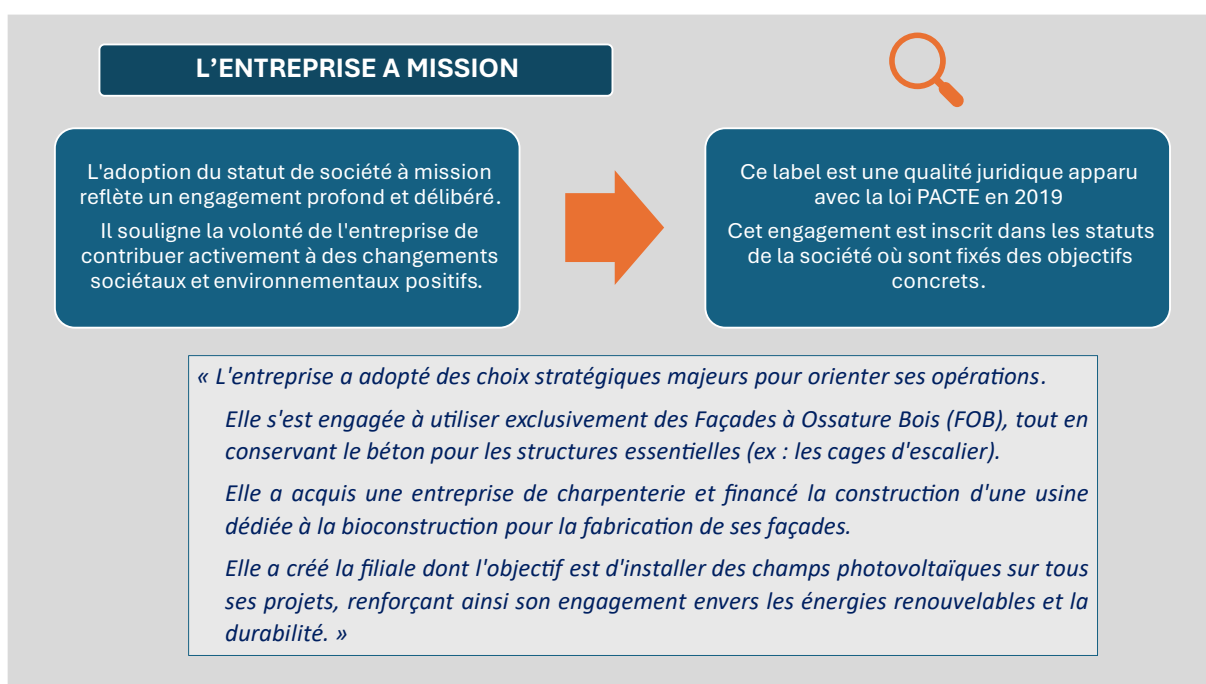 L'ENTREPRISE A MISSION
L'adoption du statut de société à mission
reflète un engagement profond et délibéré.
Il souligne la volonté de l'entreprise de
contribuer activement à des changements
sociétaux et environnementaux positifs.
Ce label est une qualité juridique apparu
avec la loi PACTE en 2019
Cet engagement est inscrit dans les statuts
de la société où sont fixés des objectifs
concrets.
« L'entreprise a adopté des choix stratégiques majeurs pour orienter ses opérations.
Elle s'est engagée à utiliser exclusivement des Façades à Ossature Bois (FOB), tout en
conservant le béton pour les structures essentielles (ex : les cages d'escalier).
Elle a acquis une entreprise de charpenterie et financé la construction d'une usine
dédiée à la bioconstruction pour la fabrication de ses façades.
Elle a créé la filiale dont l'objectif est d'installer des champs photovoltaïques sur tous
ses projets, renforçant ainsi son engagement envers les énergies renouvelables et la
durabilité. »